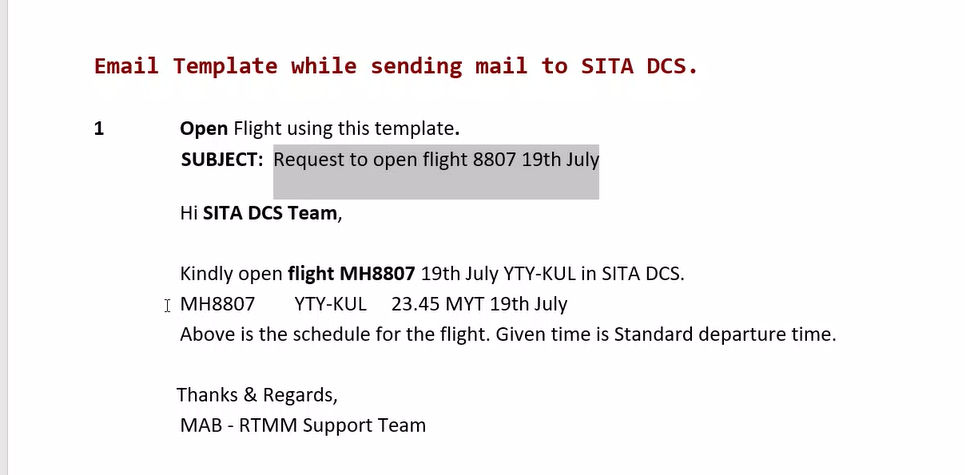 Email Template while sending mail to SITA DCS.
1 Open Flight using this template.
SUBJECT: Request to open flight 8807 19th July
Hi SITA DCS Team,
Kindly open flight MH8807 19th July YTY-KUL in SITA DCS.
MH8807 YTY-KUL 23.45 MYT 19th July
Above is the schedule for the flight. Given time is Standard departure time.
Thanks & Regards,
MAB - RTMM Support Team